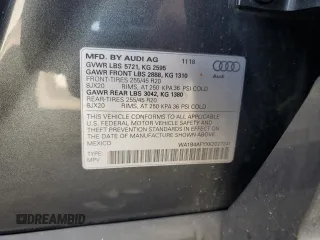 MFD. BY AUDI AG 11 18
GVWR LBS 5721, KG 2595
GAWR FRONT LBS 2888, KG 1310
Audi
FRONT-TIRES 255/45 R20
8JX20 RIMS, AT 250 KPA 36 PSI COLD
GAWR REAR LBS 3042, KG 1380
REAR-TIRES 255/45 R20
8JX20 RIMS, AT 250 KPA 36 PSI COLD
THIS VEHICLE CONFORMS TO ALL APPLICABLE
U.S. FEDERAL MOTOR VEHICLE SAFETY AND
THEFT PREVENTION STANDARDS IN EFFECT
ON THE DATE OF MANUFACTURE SHOWN
ABOVE.
TYPE:
MPV
MEXICO